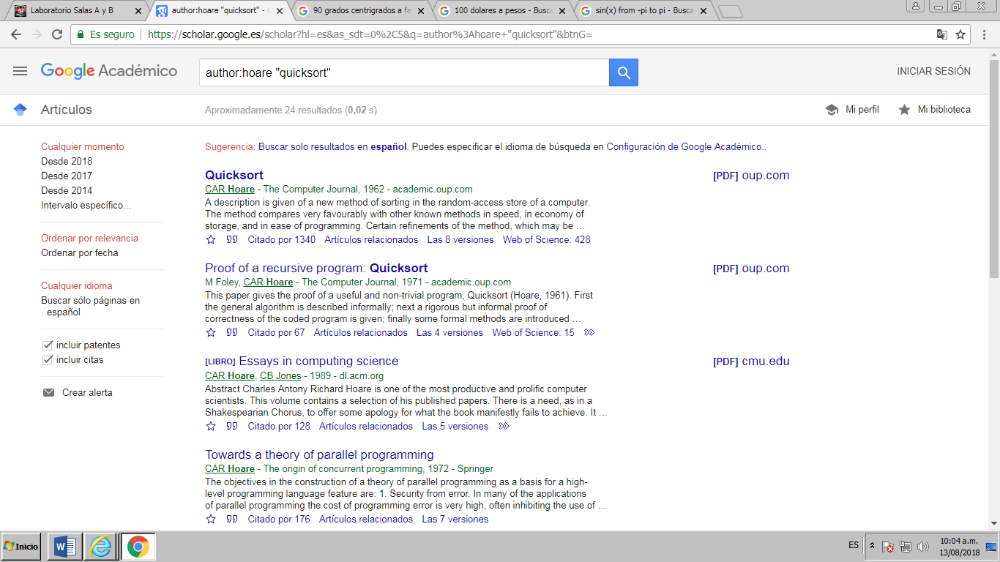 Laboratorio Salas A y B
author:hoare "quicksort" - G
90 grados centrigrados a fa
100 dolares a pesos - Busca
sin(x) from -pi to pi - Busca
Es seguro
https://scholar.google.es/scholar?hl=es&as_sdt=0%2C5&q=author%3Ahoare+"quicksort"&btnG=
Google Académico
author:hoare "quicksort"
INICIAR SESIÓN
Artículos
Aproximadamente 24 resultados (0,02 s)
Mi perfil
Mi biblioteca
Cualquier momento
Desde 2018
Desde 2017
Desde 2014
Intervalo específico...
Ordenar por relevancia
Ordenar por fecha
Cualquier idioma
Buscar sólo páginas en
español
incluir patentes
incluir citas
Crear alerta
Sugerencia: Buscar solo resultados en español. Puedes especificar el idioma de búsqueda en Configuración de Google Académico..
Quicksort
[PDF] oup.com
CAR Hoare - The Computer Journal, 1962 - academic.oup.com
A description is given of a new method of sorting in the random-access store of a computer.
The method compares very favourably with other known methods in speed, in economy of
storage, and in ease of programming. Certain refinements of the method, which may be ...
Citado por 1340 Artículos relacionados Las 8 versiones Web of Science: 428
Proof of a recursive program: Quicksort
[PDF] oup.com
M Foley, CAR Hoare - The Computer Journal, 1971 - academic.oup.com
This paper gives the proof of a useful and non-trivial program, Quicksort (Hoare, 1961). First
the general algorithm is described informally; next a rigorous but informal proof of
correctness of the coded program is given; finally some formal methods are introduced ...
Citado por 67 Artículos relacionados Las 4 versiones Web of Science: 15
[LIBRO] Essays in computing science
[PDF] cmu.edu
CAR Hoare, CB Jones - 1989 - dl.acm.org
Abstract Charles Antony Richard Hoare is one of the most productive and prolific computer
scientists. This volume contains a selection of his published papers. There is a need, as in a
Shakespearian Chorus, to offer some apology for what the book manifestly fails to achieve. It ...
Citado por 128 Artículos relacionados Las 5 versiones
Towards a theory of parallel programming
CAR Hoare - The origin of concurrent programming, 1972 - Springer
The objectives in the construction of a theory of parallel programming as a basis for a high-
level programming language feature are: 1. Security from error. In many of the applications
of parallel programming the cost of programming error is very high, often inhibiting the use of ...
Citado por 176 Artículos relacionados Las 7 versiones
Inicio
ES
10:04 a.m.
13/08/2018